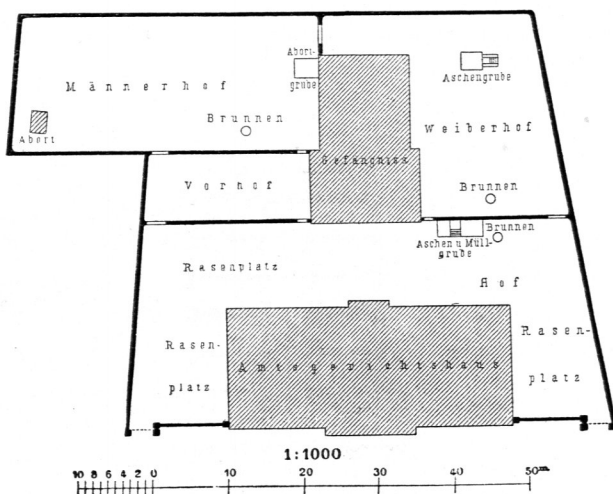 Männerhof
Abort-
grube
Aschengrube
Abort
Brunnen
Weiberhof
Gefängniss
Vorhof
Brunnen
Aschen u Müll-
grube
Brunnen
Rasenplatz
Hof
Rasen-
platz
Amtsgerichtshaus
Rasen-
platz
1:1000
10 8 6 4 2 0 10 20 30 40 50m